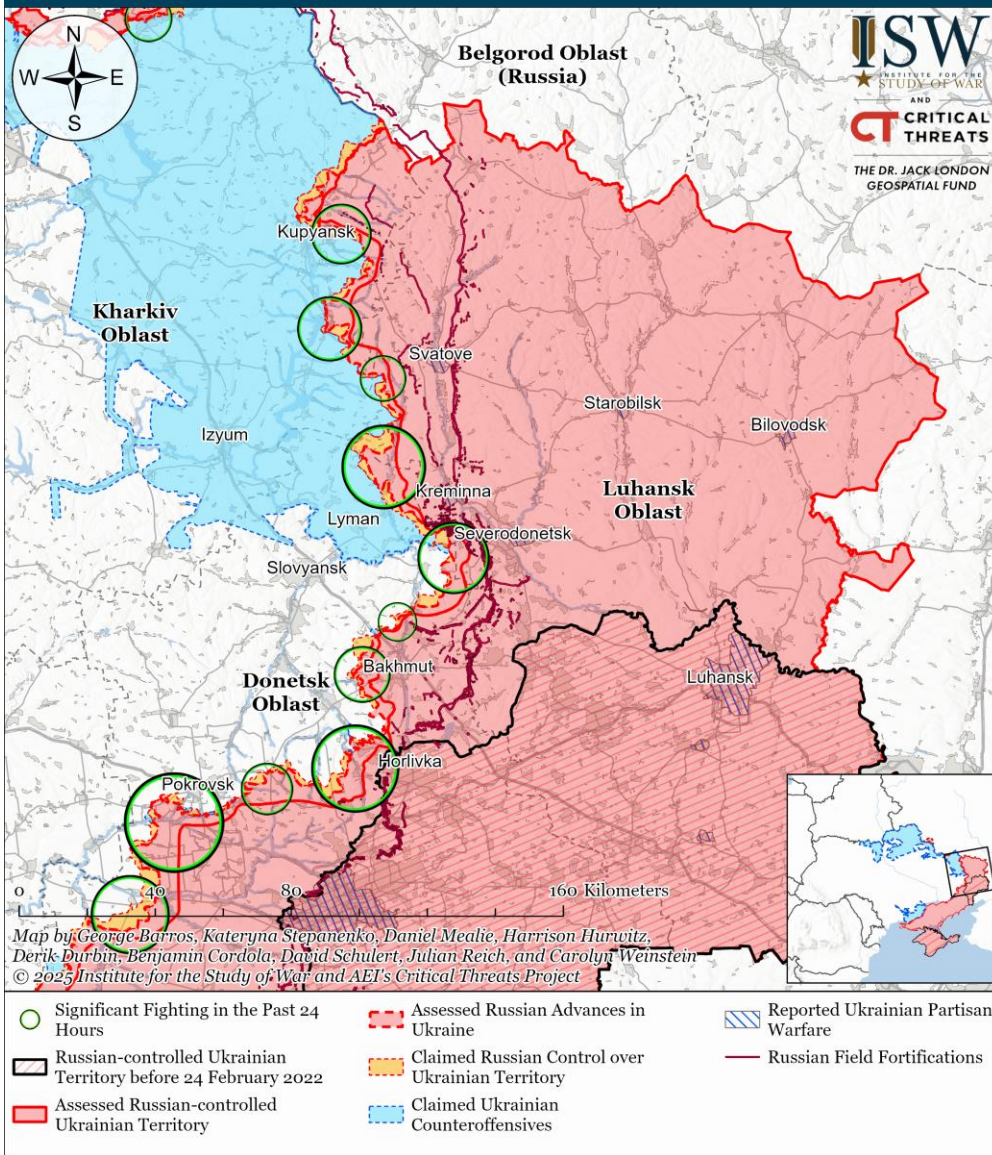 N
W
E
S
Belgorod Oblast
(Russia)
ISW
INSTITUTE FOR THE
STUDY OF WAR
AND
CT CRITICAL
THREATS
THE DR. JACK LONDON
GEOSPATIAL FUND
Kupyansk
Kharkiv
Oblast
Svatove
Starobilsk
Bilovodsk
Izyum
Kreminna
Luhansk
Oblast
Lyman
Severodonetsk
Slovyansk
Bakhmut
Luhansk
Donetsk
Oblast
Horlivka
Pokrovsk
0
40
80
160 Kilometers
Map by George Barros, Kateryna Stepanenko, Daniel Mealie, Harrison Hurwitz,
Derik Durbin, Benjamin Cordola, David Schulert, Julian Reich, and Carolyn Weinstein
© 2025 Institute for the Study of War and AEI's Critical Threats Project
Significant Fighting in the Past 24
Hours
Russian-controlled Ukrainian
Territory before 24 February 2022
Assessed Russian-controlled
Ukrainian Territory
Assessed Russian Advances in
Ukraine
Claimed Russian Control over
Ukrainian Territory
Claimed Ukrainian
Counteroffensives
Reported Ukrainian Partisan
Warfare
Russian Field Fortifications